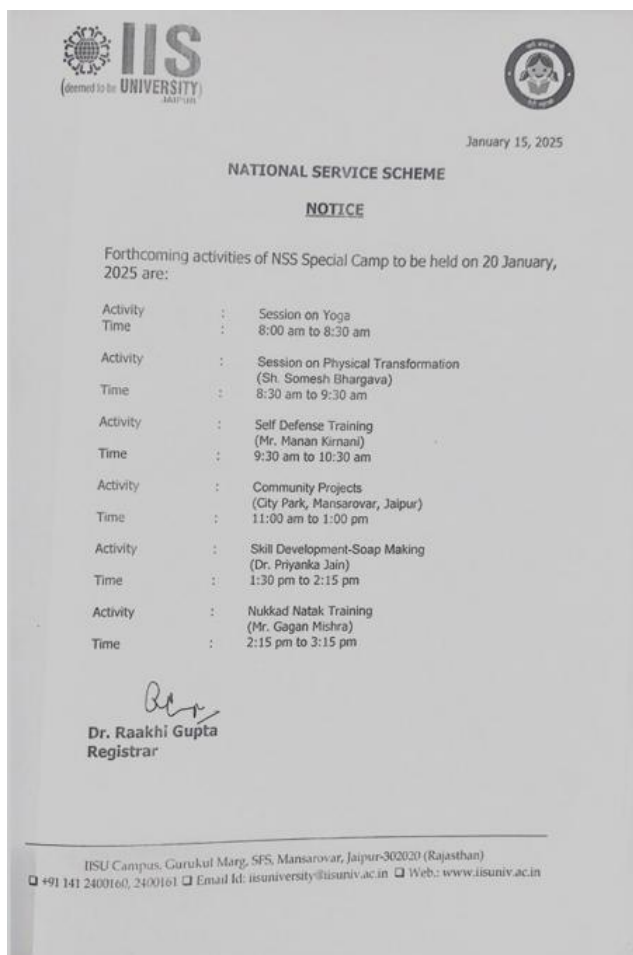 IIS
(deemed to be UNIVERSITY)
JAIPUR
January 15, 2025
NATIONAL SERVICE SCHEME
NOTICE
Forthcoming activities of NSS Special Camp to be held on 20 January,
2025 are:
Activity : Session on Yoga
Time : 8:00 am to 8:30 am
Activity : Session on Physical Transformation
(Sh. Somesh Bhargava)
Time : 8:30 am to 9:30 am
Activity : Self Defense Training
(Mr. Manan Kirnani)
Time : 9:30 am to 10:30 am
Activity : Community Projects
(City Park, Mansarovar, Jaipur)
Time : 11:00 am to 1:00 pm
Activity : Skill Development-Soap Making
(Dr. Priyanka Jain)
Time : 1:30 pm to 2:15 pm
Activity : Nukkad Natak Training
(Mr. Gagan Mishra)
Time : 2:15 pm to 3:15 pm
Dr. Raakhi Gupta
Registrar
IISU Campus, Gurukul Marg, SFS, Mansarovar, Jaipur-302020 (Rajasthan)
❑ +91 141 2400160, 2400161 ❑ Email Id: iisuniversity@iisuniv.ac.in ❑ Web.: www.iisuniv.ac.in